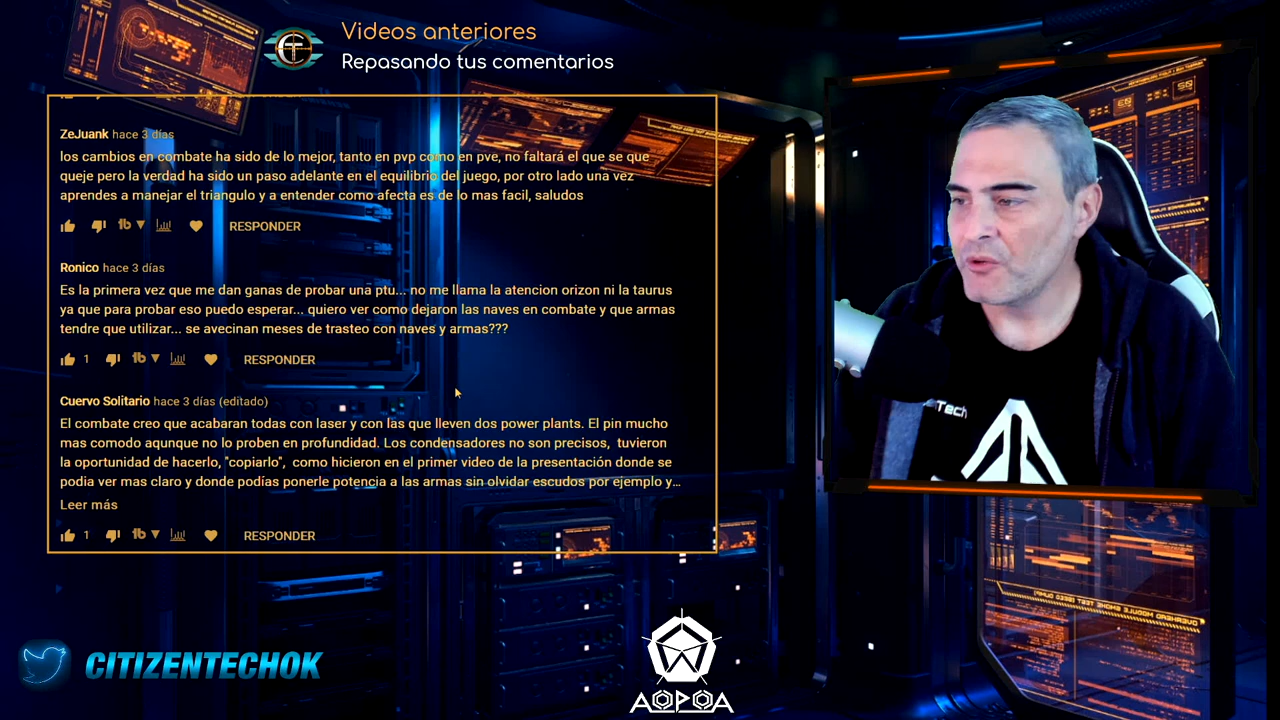 Videos anteriores
Repasando tus comentarios
ZeJuank hace 3 días
los cambios en combate ha sido de lo mejor, tanto en pvp como en pve, no faltará el que se que
queje pero la verdad ha sido un paso adelante en el equilibrio del juego, por otro lado una vez
aprendes a manejar el triangulo y a entender como afecta es de lo mas facil, saludos
RESPONDER
Ronico hace 3 días
Es la primera vez que me dan ganas de probar una ptu... no me llama la atencion orizon ni la taurus
ya que para probar eso puedo esperar... quiero ver como dejaron las naves en combate y que armas
tendre que utilizar... se avecinan meses de trasteo con naves y armas???
1 RESPONDER
Cuervo Solitario hace 3 días (editado)
El combate creo que acabaran todas con laser y con las que lleven dos power plants. El pin mucho
mas comodo aqunque no lo proben en profundidad. Los condensadores no son precisos, tuvieron
la oportunidad de hacerlo, "copiarlo", como hicieron en el primer video de la presentación donde se
podia ver mas claro y donde podías ponerle potencia a las armas sin olvidar escudos por ejemplo y...
Leer más
1 RESPONDER
Tech
CITIZENTECHOK
AOPOA